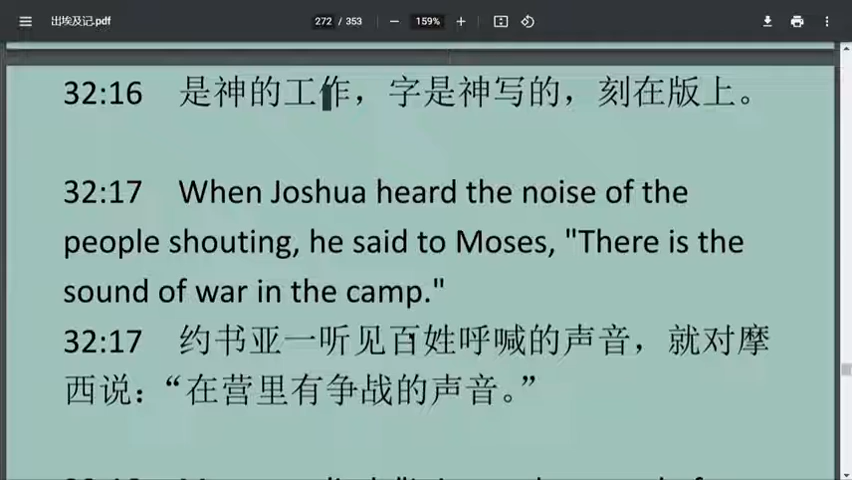 出埃及记.pdf
272 / 353
159%
32:16 是神的工作，字是神写的，刻在版上。
32:17 When Joshua heard the noise of the
people shouting, he said to Moses, "There is the
sound of war in the camp."
32:17 约书亚一听见百姓呼喊的声音，就对摩
西说：“在营里有争战的声音。”